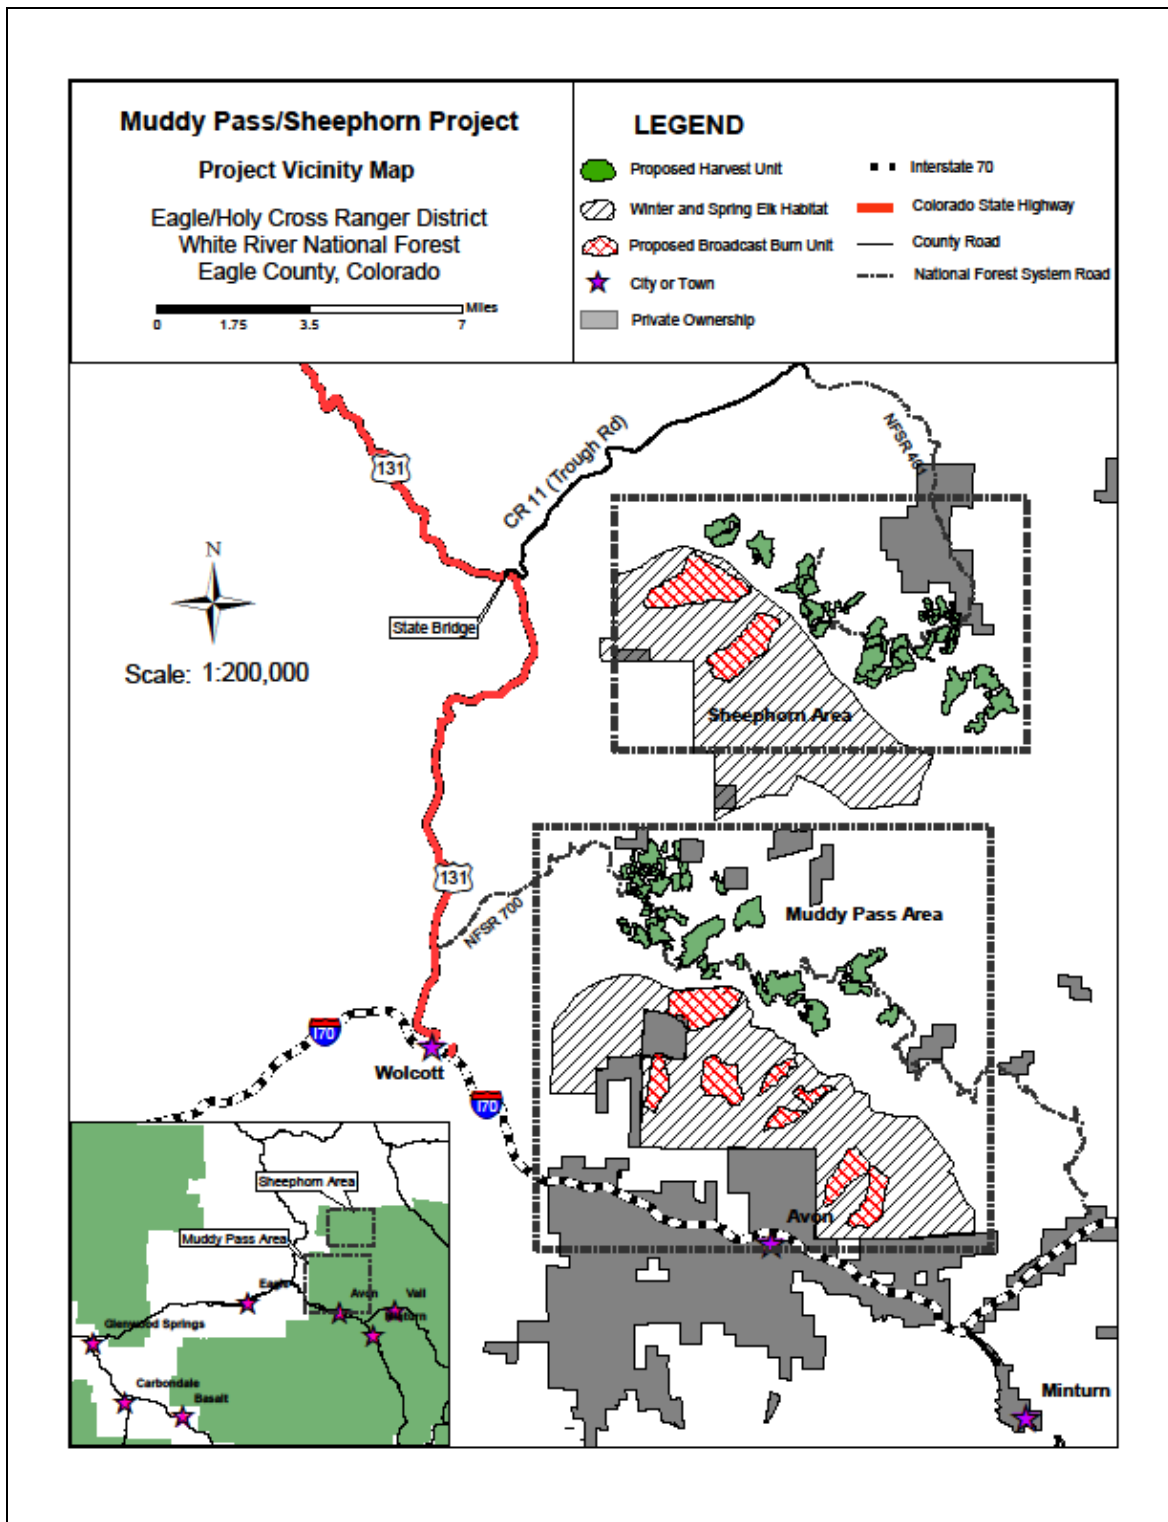 Muddy Pass/Sheephorn Project
Project Vicinity Map
Eagle/Holy Cross Ranger District
White River National Forest
Eagle County, Colorado
Miles
0 1.75 3.5 7
LEGEND
Proposed Harvest Unit
Winter and Spring Elk Habitat
Proposed Broadcast Burn Unit
City or Town
Private Ownership
Interstate 70
Colorado State Highway
County Road
National Forest System Road
131
CR 11 (Trough Rd)
NFSR
N
State Bridge
Scale: 1:200,000
Sheephorn Area
131
NFSR 700
Muddy Pass Area
I70
Wolcott
I70
Avon
Minturn
Sheephorn Area
Muddy Pass Area
Eagle
Avon
Vail
Minturn
Glenwood Springs
Carbondale
Basalt